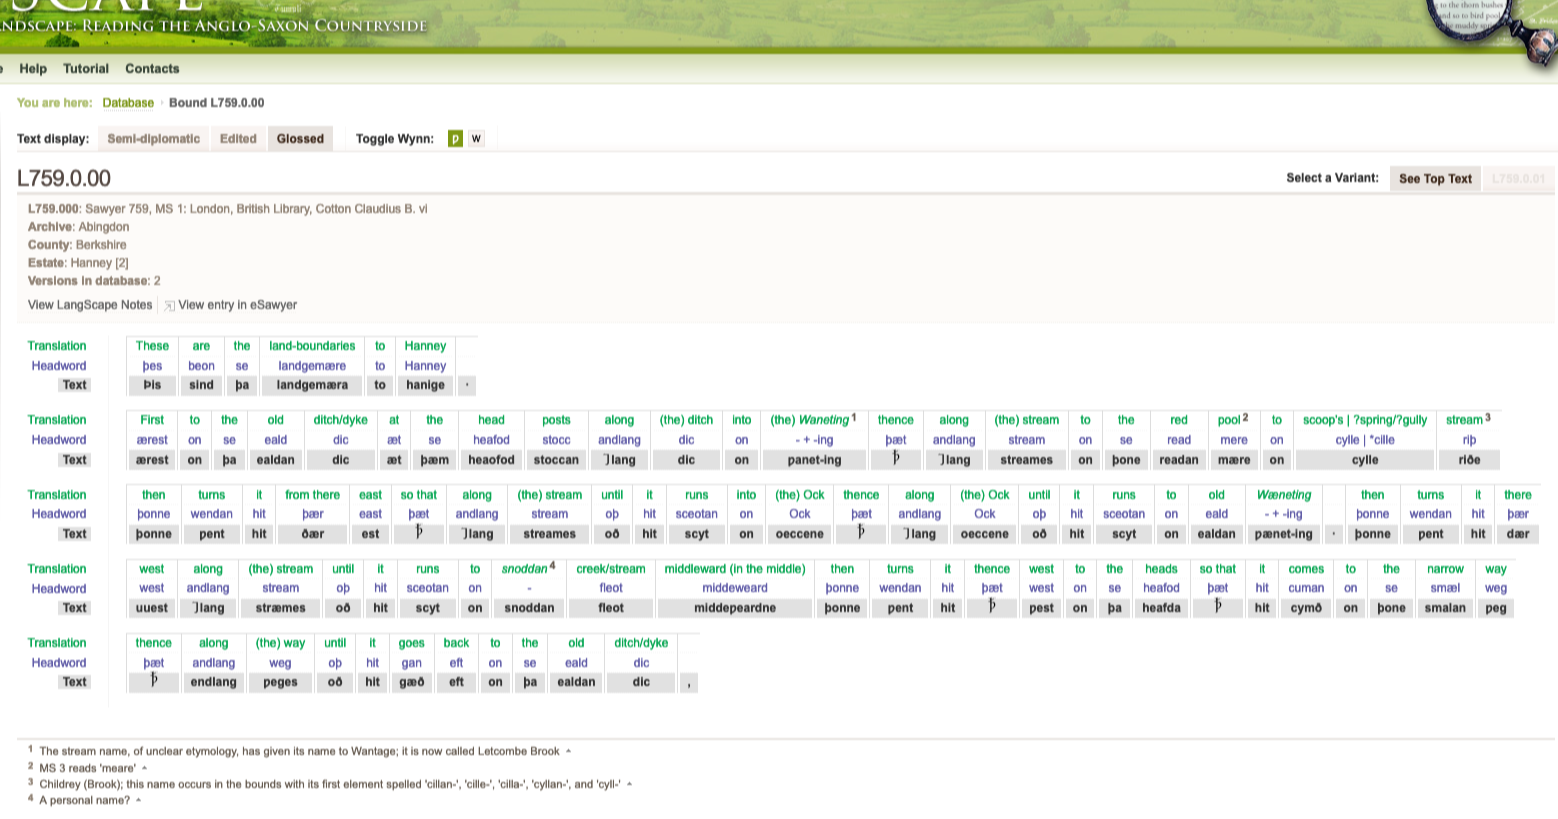 NDSCAPE: READING THE ANGLO-SAXON COUNTRYSIDE
to the thorn bushes
and so to bird pool
Help Tutorial Contacts
You are here: Database › Bound L759.0.00
Text display: Semi-diplomatic Edited Glossed Toggle Wynn: ƿ w
L759.0.00 Select a Variant: See Top Text L759.0.01
L759.000: Sawyer 759, MS 1: London, British Library, Cotton Claudius B. vi
Archive: Abingdon
County: Berkshire
Estate: Hanney [2]
Versions in database: 2
View LangScape Notes View entry in eSawyer
Translation These are the land-boundaries to Hanney
Headword þes beon se landgemære to Hanney
Text Þis sind þa landgemæra to hanige ·
Translation First to the old ditch/dyke at the head posts along (the) ditch into (the) Waneting 1 thence along (the) stream to the red pool 2 to scoop's | ?spring/?gully stream 3
Headword ærest on se eald dic æt se heafod stocc andlang dic on - + -ing þæt andlang stream on se read mere on cylle | *cille riþ
Text ærest on þa ealdan dic æt þæm heaofod stoccan ⁊lang dic on ƿanet-ing ꝥ ⁊lang streames on þone readan mære on cylle riðe
Translation then turns it from there east so that along (the) stream until it runs into (the) Ock thence along (the) Ock until it runs to old Wæneting then turns it there
Headword þonne wendan hit þær east þæt andlang stream oþ hit sceotan on Ock þæt andlang Ock oþ hit sceotan on eald - + -ing þonne wendan hit þær
Text þonne ƿent hit ðær est ꝥ ⁊lang streames oð hit scyt on oeccene ꝥ ⁊lang oeccene oð hit scyt on ealdan ƿænet-ing · þonne ƿent hit dær
Translation west along (the) stream until it runs to snoddan 4 creek/stream middleward (in the middle) then turns it thence west to the heads so that it comes to the narrow way
Headword west andlang stream oþ hit sceotan on - fleot middeweard þonne wendan hit þæt west on se heafod þæt hit cuman on se smæl weg
Text uuest ⁊lang stræmes oð hit scyt on snoddan fleot middeƿeardne þonne ƿent hit ꝥ ƿest on þa heafda ꝥ hit cymð on þone smalan ƿeg
Translation thence along (the) way until it goes back to the old ditch/dyke
Headword þæt andlang weg oþ hit gan eft on se eald dic
Text ꝥ endlang ƿeges oð hit gæð eft on þa ealdan dic ,
1 The stream name, of unclear etymology, has given its name to Wantage; it is now called Letcombe Brook
2 MS 3 reads 'meare'
3 Childrey (Brook); this name occurs in the bounds with its first element spelled 'cillan-', 'cille-', 'cilla-', 'cyllan-', and 'cyll-'
4 A personal name?